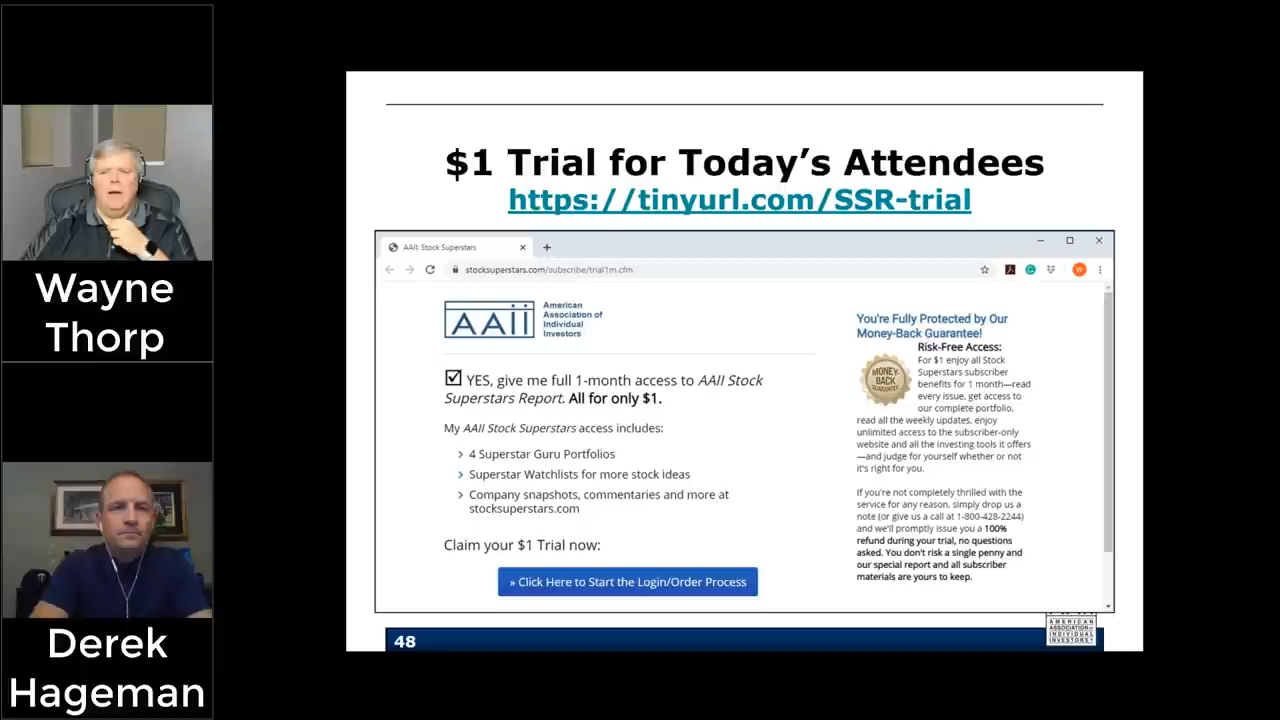 Wayne
Thorp
Derek
Hageman
$1 Trial for Today’s Attendees
https://tinyurl.com/SSR-trial
AAII: Stock Superstars
stocksuperstars.com/subscribe/trial1m.cfm
W
AAII
American
Association of
Individual
Investors
YES, give me full 1-month access to AAII Stock
Superstars Report. All for only $1.
My AAII Stock Superstars access includes:
4 Superstar Guru Portfolios
Superstar Watchlists for more stock ideas
Company snapshots, commentaries and more at
stocksuperstars.com
Claim your $1 Trial now:
» Click Here to Start the Login/Order Process
You're Fully Protected by Our
Money-Back Guarantee!
MONEY-
BACK
GUARANTEE
Risk-Free Access:
For $1 enjoy all Stock
Superstars subscriber
benefits for 1 month—read
every issue, get access to
our complete portfolio,
read all the weekly updates, enjoy
unlimited access to the subscriber-only
website and all the investing tools it offers
—and judge for yourself whether or not
it's right for you.
If you're not completely thrilled with the
service for any reason, simply drop us a
note (or give us a call at 1-800-428-2244)
and we'll promptly issue you a 100%
refund during your trial, no questions
asked. You don't risk a single penny and
our special report and all subscriber
materials are yours to keep.
48
AMERICAN
ASSOCIATION of
INDIVIDUAL
INVESTORS